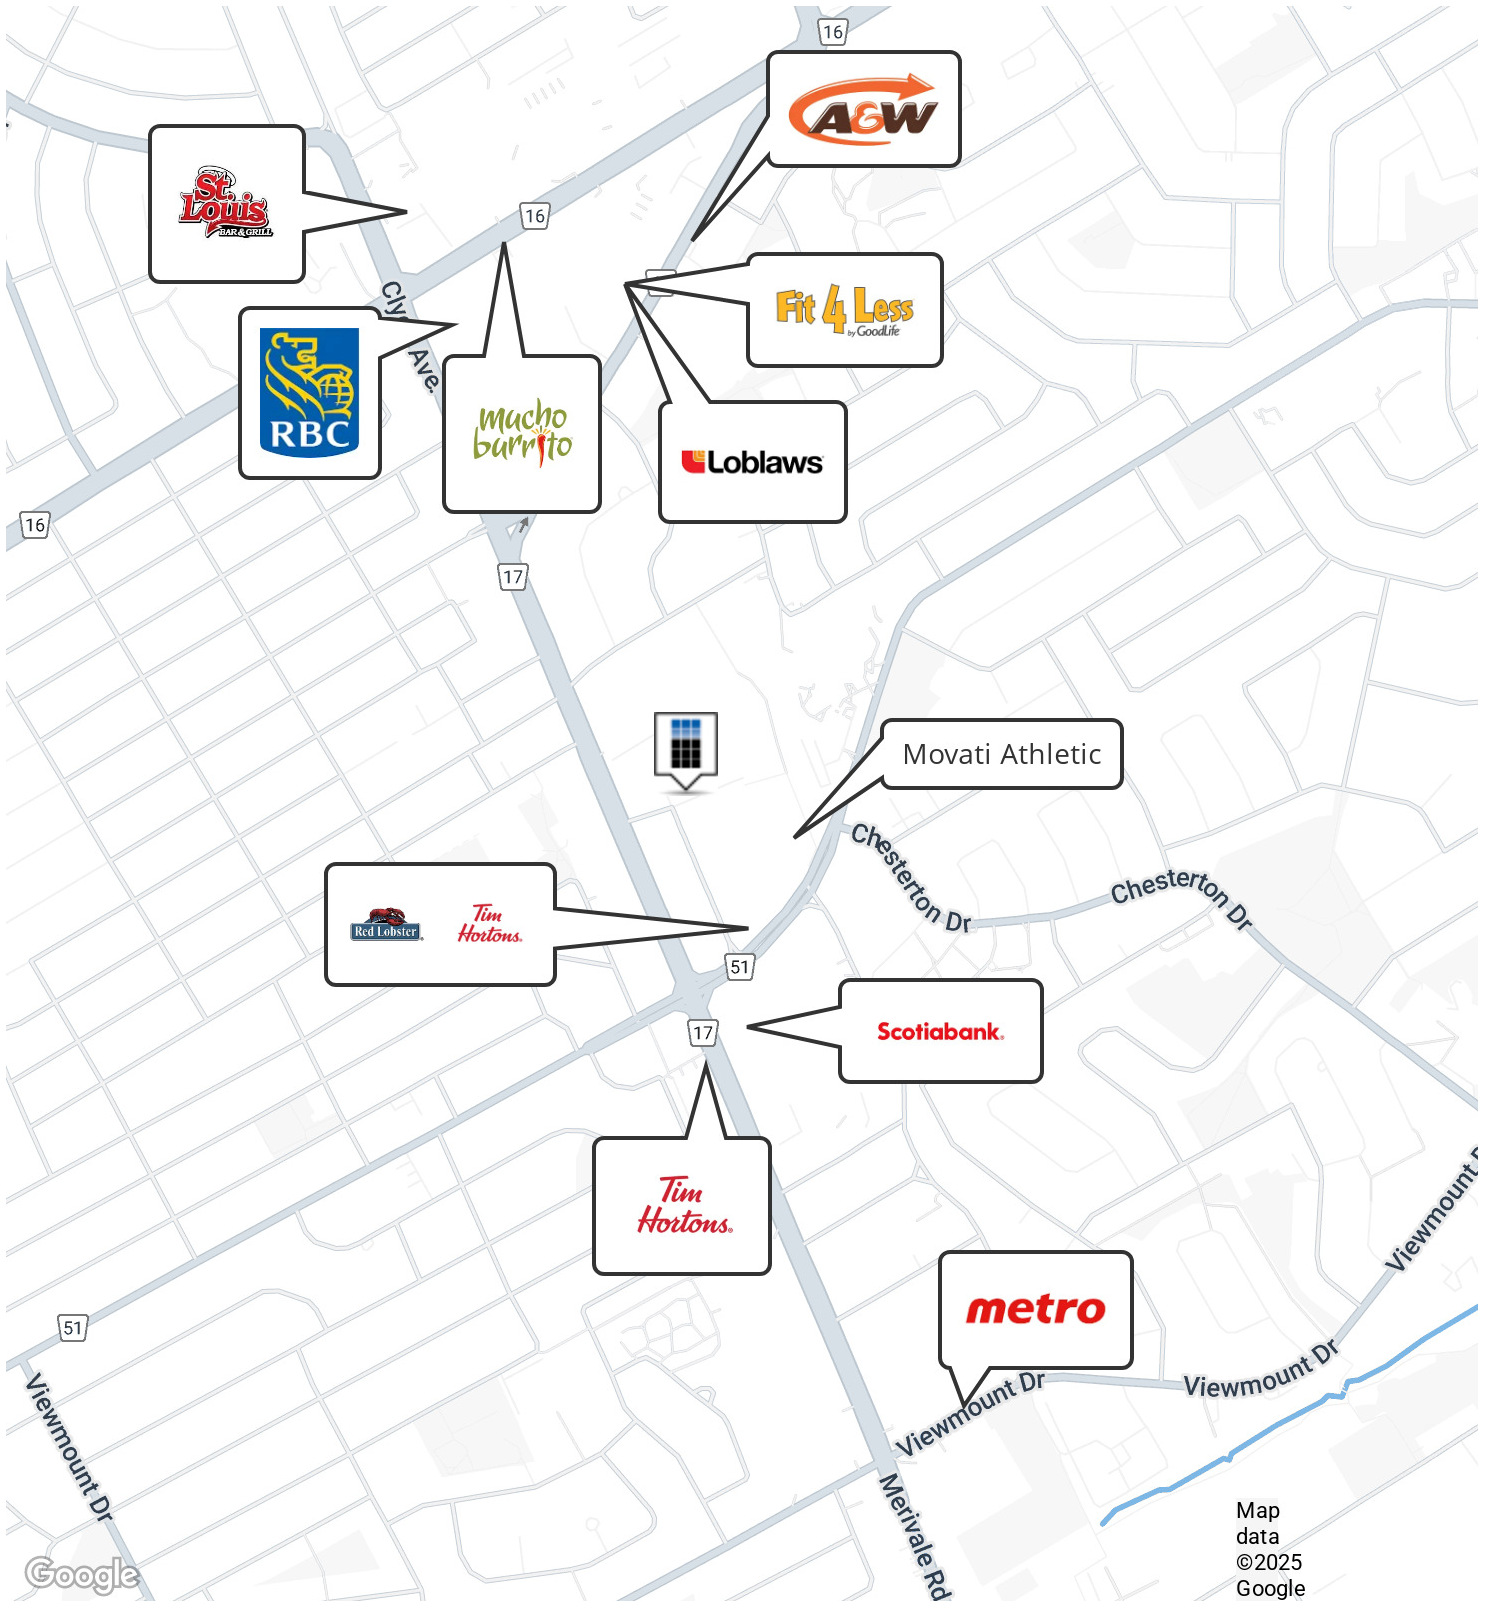 16
A&W
St.
Louis
BAR & GRILL
16
Fit 4 Less
by GoodLife
Ave.
RBC
mucho
burrito
Loblaws
16
17
Movati Athletic
Chesterton Dr
Chesterton Dr
Red Lobster
Tim
Hortons.
51
17
Scotiabank
Tim
Hortons.
metro
51
Viewmount Dr
Viewmount Dr
Viewmount Dr
Viewmount
Merivale Rd
Map
data
©2025
Google
Google